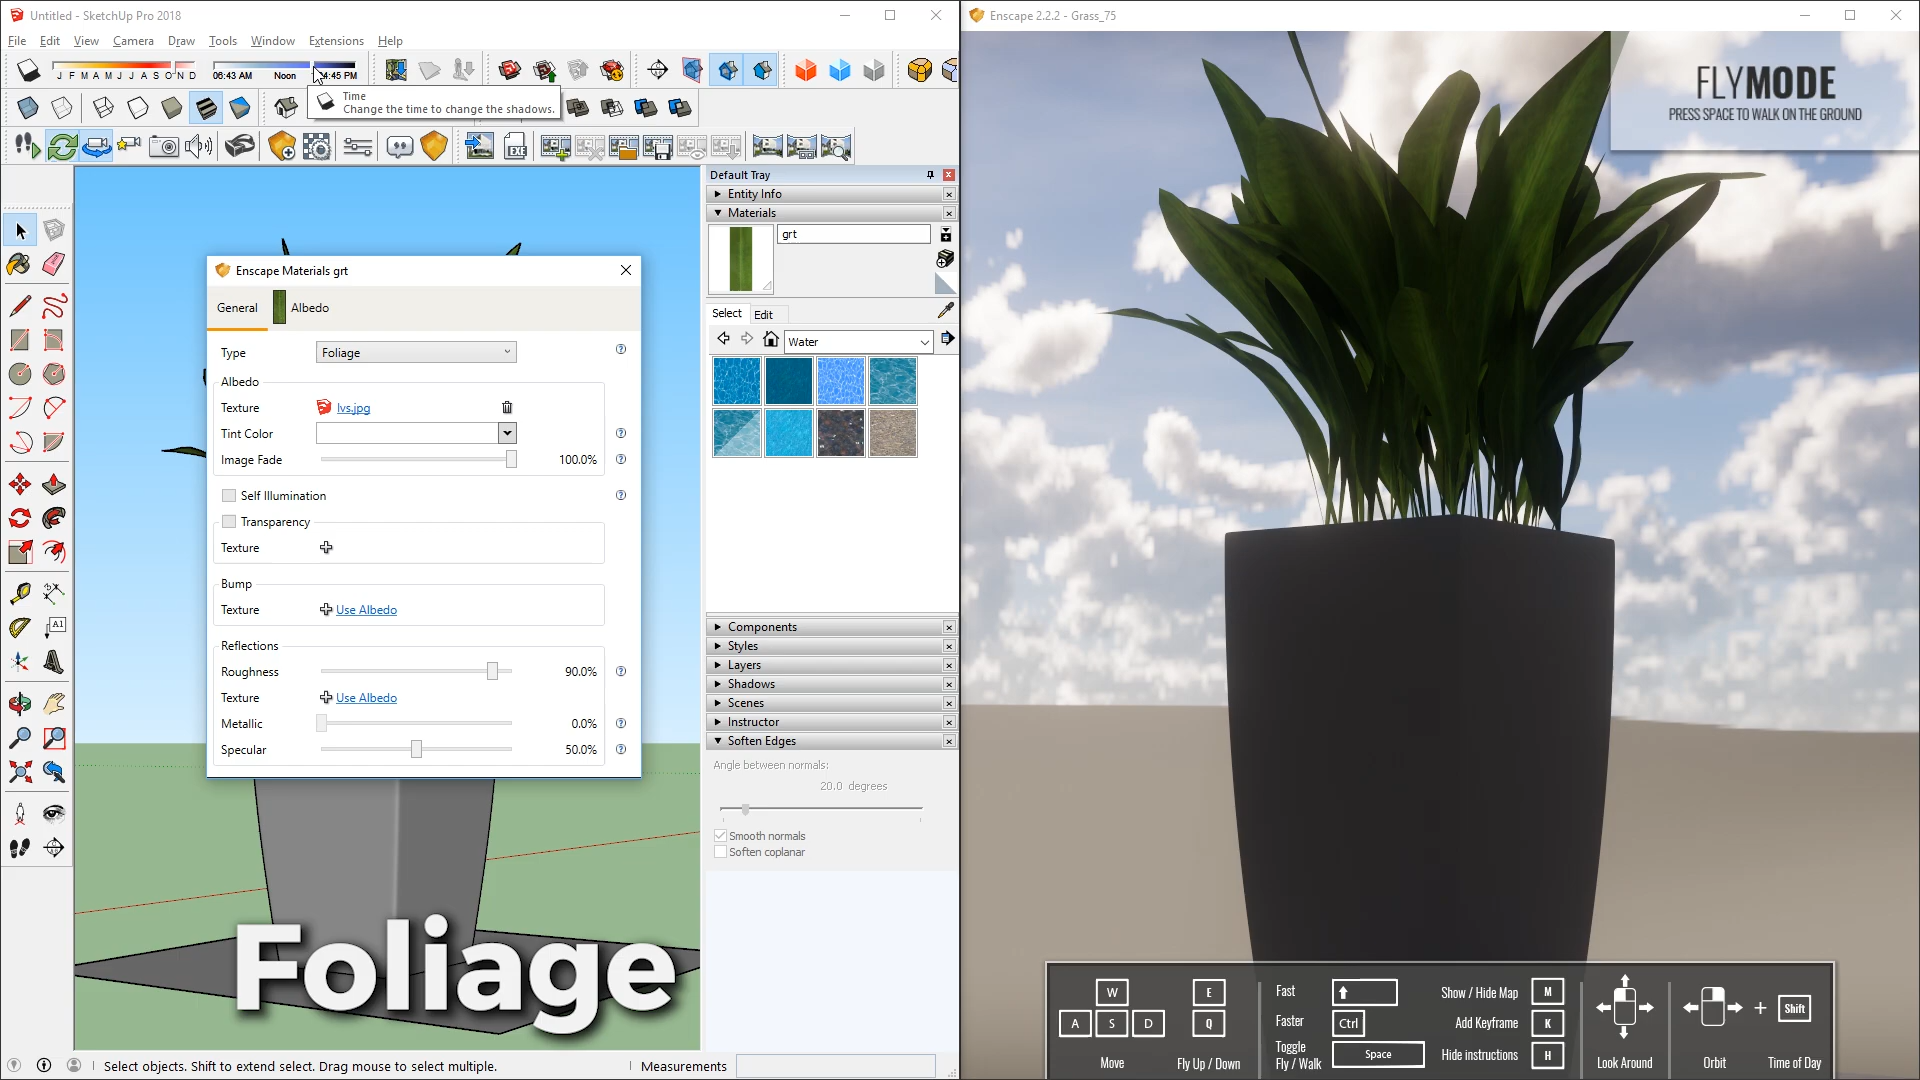 Untitled - SketchUp Pro 2018
File Edit View Camera Draw Tools Window Extensions Help
J F M A M J J A S O N D
06:43 AM Noon 4:45 PM
Time
Change the time to change the shadows.
EXE
A1
Enscape Materials grt
General Albedo
Type Foliage
Albedo
Texture lvs.jpg
Tint Color
Image Fade 100.0%
Self Illumination
Transparency
Texture
Bump
Texture Use Albedo
Reflections
Roughness 90.0%
Texture Use Albedo
Metallic 0.0%
Specular 50.0%
Foliage
Default Tray
Entity Info
Materials
grt
Select Edit
Water
Components
Styles
Layers
Shadows
Scenes
Instructor
Soften Edges
Angle between normals:
20.0 degrees
Smooth normals
Soften coplanar
Select objects. Shift to extend select. Drag mouse to select multiple.
Measurements
Enscape 2.2.2 - Grass_75
FLYMODE
PRESS SPACE TO WALK ON THE GROUND
W
A S D
Move
E
Q
Fly Up / Down
Fast
Faster Ctrl
Toggle
Fly / Walk Space
Show / Hide Map M
Add Keyframe K
Hide instructions H
Look Around
Orbit
+ Shift
Time of Day